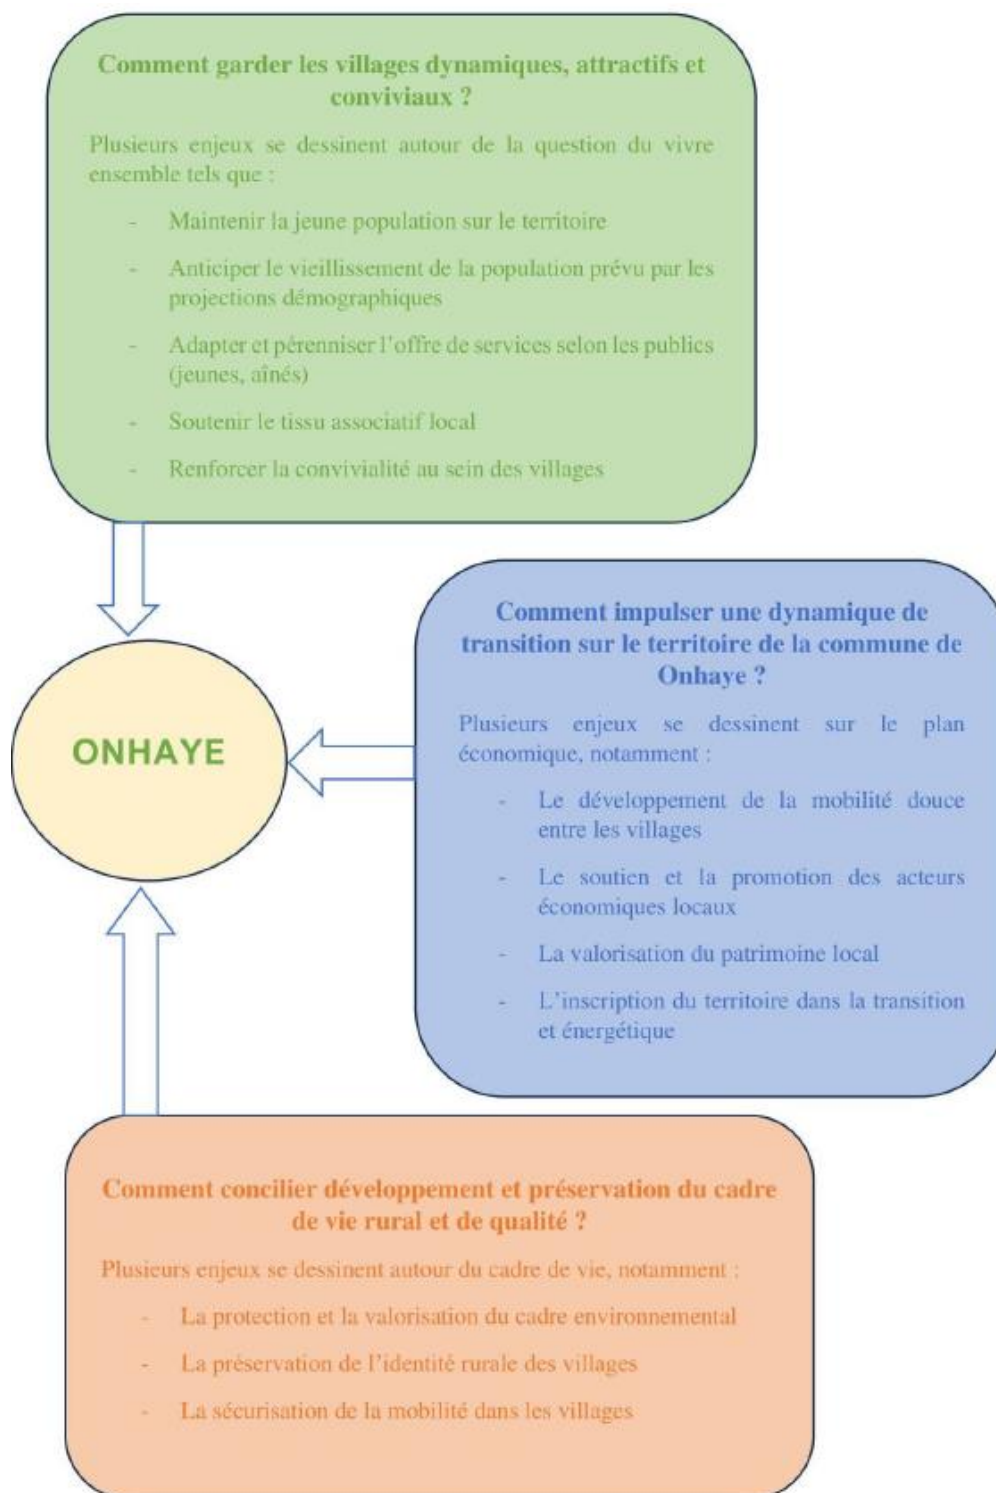 Comment garder les villages dynamiques, attractifs et
conviviaux ?
Plusieurs enjeux se dessinent autour de la question du vivre
ensemble tels que :
- Maintenir la jeune population sur le territoire
- Anticiper le vieillissement de la population prévu par les
projections démographiques
- Adapter et pérenniser l'offre de services selon les publics
(jeunes, aînés)
- Soutenir le tissu associatif local
- Renforcer la convivialité au sein des villages
Comment impulser une dynamique de
transition sur le territoire de la commune de
Onhaye ?
Plusieurs enjeux se dessinent sur le plan
économique, notamment :
- Le développement de la mobilité douce
entre les villages
- Le soutien et la promotion des acteurs
économiques locaux
- La valorisation du patrimoine local
- L'inscription du territoire dans la transition
et énergétique
ONHAYE
Comment concilier développement et préservation du cadre
de vie rural et de qualité ?
Plusieurs enjeux se dessinent autour du cadre de vie, notamment :
- La protection et la valorisation du cadre environnemental
- La préservation de l'identité rurale des villages
- La sécurisation de la mobilité dans les villages